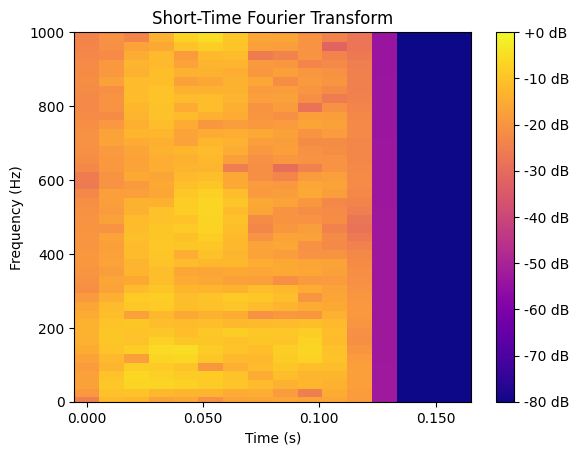 Short-Time Fourier Transform
1000
800
600
400
200
0
Frequency (Hz)
0.000
0.050
0.100
0.150
Time (s)
+0 dB
-10 dB
-20 dB
-30 dB
-40 dB
-50 dB
-60 dB
-70 dB
-80 dB